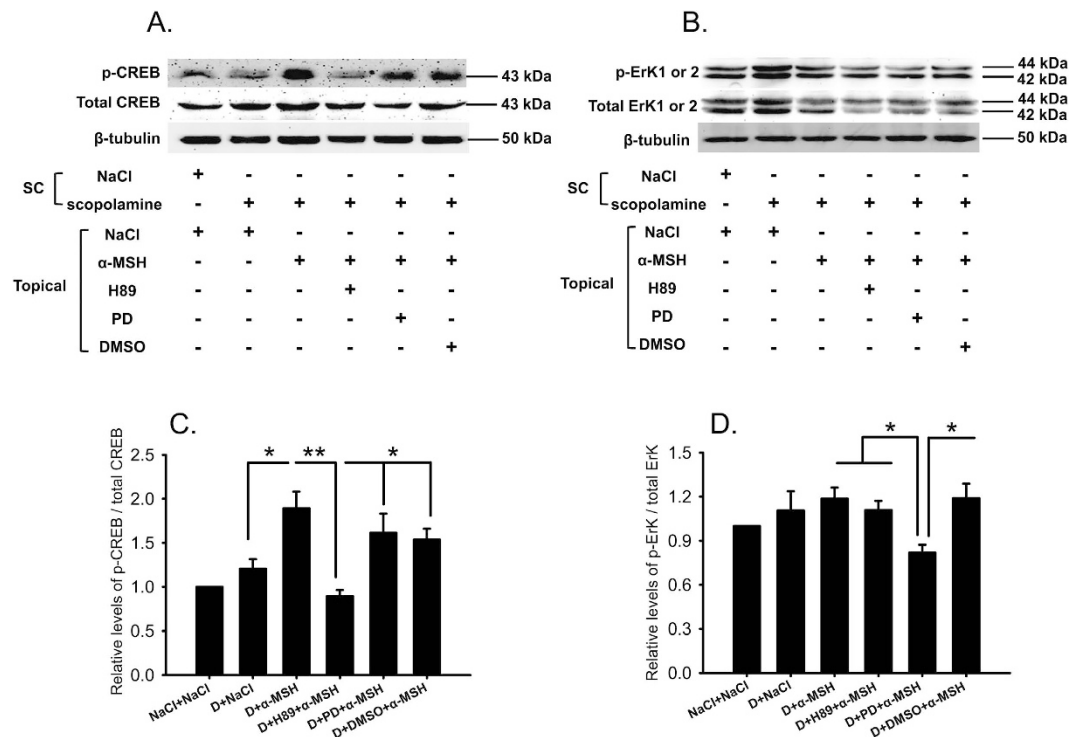 A.
p-CREB 43 kDa
Total CREB 43 kDa
β-tubulin 50 kDa
SC
NaCl + - - - - -
scopolamine - + + + + +
Topical
NaCl + + - - - -
α-MSH - - + + + +
H89 - - - + - -
PD - - - - + -
DMSO - - - - - +
B.
p-ErK1 or 2 44 kDa
42 kDa
Total ErK1 or 2 44 kDa
42 kDa
β-tubulin 50 kDa
SC
NaCl + - - - - -
scopolamine - + + + + +
Topical
NaCl + + - - - -
α-MSH - - + + + +
H89 - - - + - -
PD - - - - + -
DMSO - - - - - +
C.
Relative levels of p-CREB / total CREB
2.5
2.0
1.5
1.0
0.5
0.0
* ** *
NaCl+NaCl
D+NaCl
D+α-MSH
D+H89+α-MSH
D+PD+α-MSH
D+DMSO+α-MSH
D.
Relative levels of p-ErK / total ErK
1.5
1.2
0.9
0.6
0.3
0.0
* *
NaCl+NaCl
D+NaCl
D+α-MSH
D+H89+α-MSH
D+PD+α-MSH
D+DMSO+α-MSH